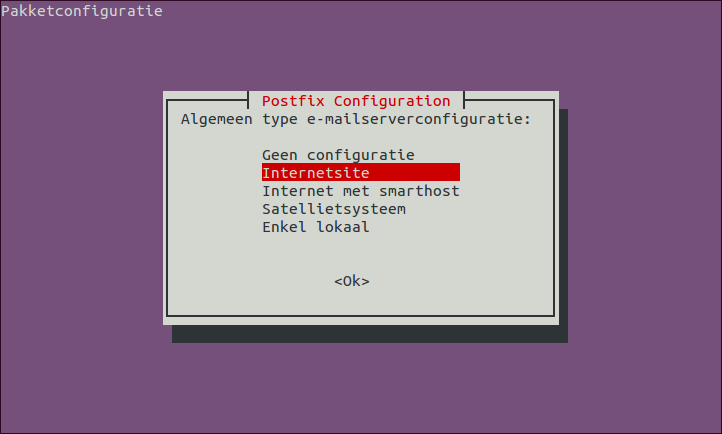 Pakketconfiguratie
Postfix Configuration
Algemeen type e-mailserverconfiguratie:
Geen configuratie
Internetsite
Internet met smarthost
Satellietsysteem
Enkel lokaal
<Ok>